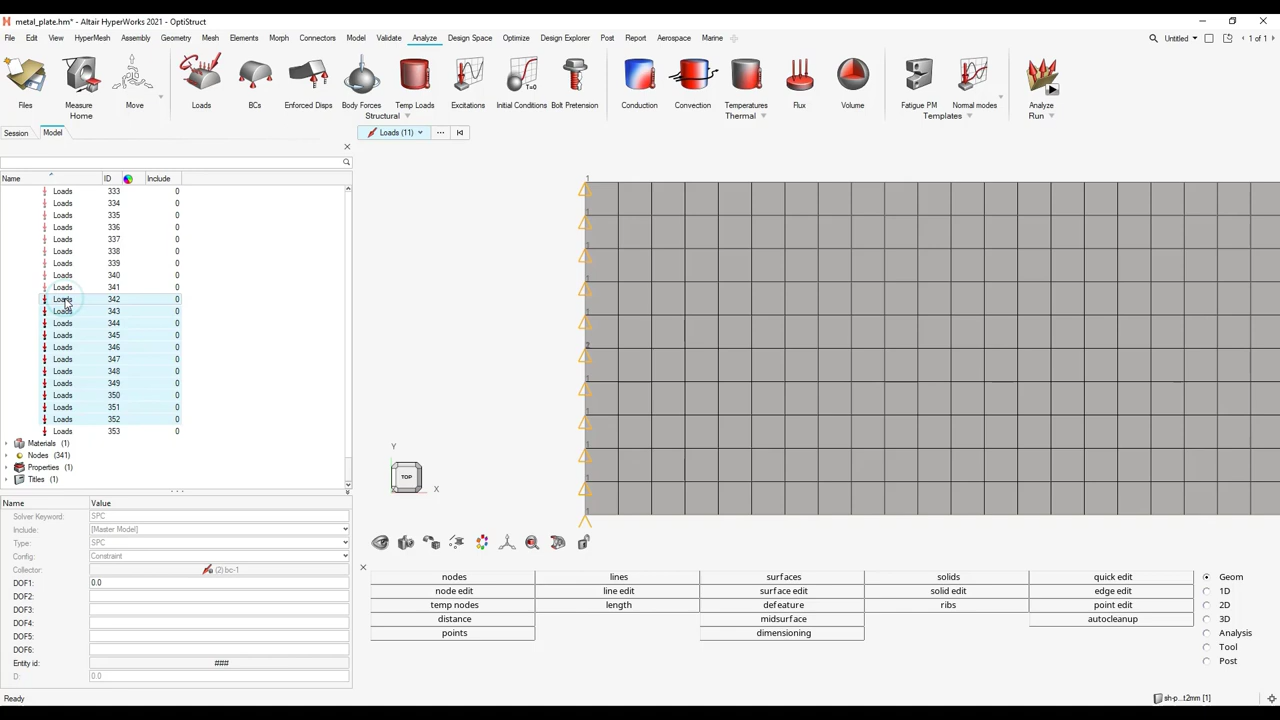 metal_plate.hm* - Altair HyperWorks 2021 - OptiStruct
File Edit View HyperMesh Assembly Geometry Mesh Elements Morph Connectors Model Validate Analyze Design Space Optimize Design Explorer Post Report Aerospace Marine
Untitled 1 of 1
Files Measure Move Loads BCs Enforced Disps Body Forces Temp Loads Excitations Initial Conditions Bolt Pretension Conduction Convection Temperatures Flux Volume Fatigue PM Normal modes Analyze
Home Structural Thermal Templates Run
Session Model
Loads (11)
Name ID Include
Loads 333 0
Loads 334 0
Loads 335 0
Loads 336 0
Loads 337 0
Loads 338 0
Loads 339 0
Loads 340 0
Loads 341 0
Loads 342 0
Loads 343 0
Loads 344 0
Loads 345 0
Loads 346 0
Loads 347 0
Loads 348 0
Loads 349 0
Loads 350 0
Loads 351 0
Loads 352 0
Loads 353 0
Materials (1)
Nodes (341)
Properties (1)
Titles (1)
Name Value
Solver Keyword: SPC
Include: [Master Model]
Type: SPC
Config: Constraint
Collector: (2) bc-1
DOF1: 0.0
DOF2:
DOF3:
DOF4:
DOF5:
DOF6:
Entity id: ###
D: 0.0
Y
TOP
X
nodes lines surfaces solids quick edit Geom
node edit line edit surface edit solid edit edge edit 1D
temp nodes length defeature ribs point edit 2D
distance midsurface autocleanup 3D
points dimensioning Analysis
Tool
Post
Ready
sh-p...t2mm [1]